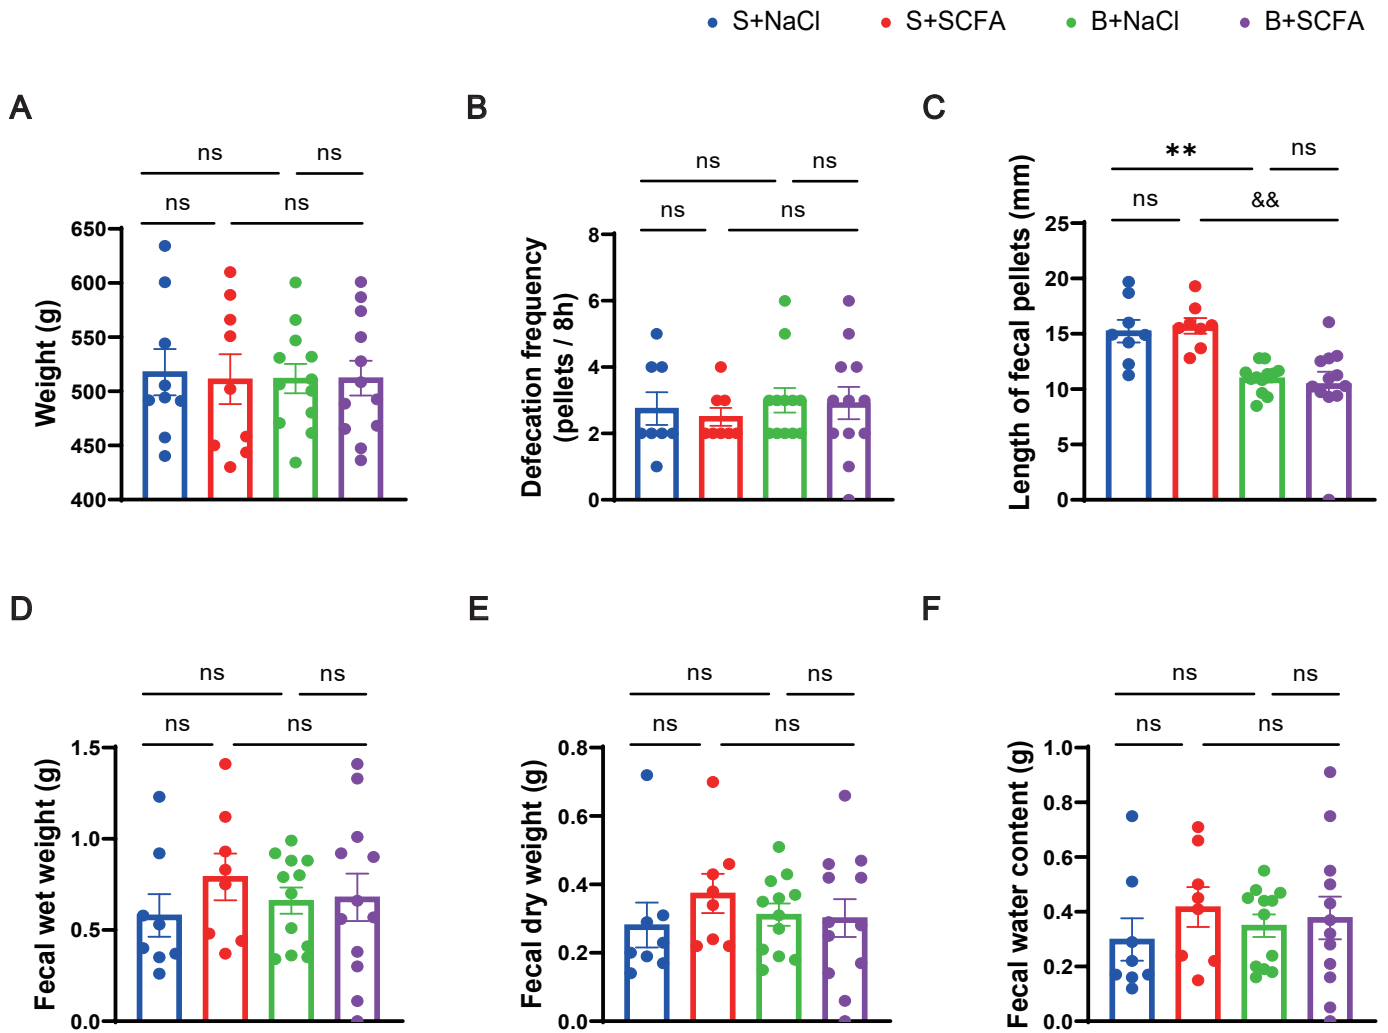 S+NaCl S+SCFA B+NaCl B+SCFA
A
ns ns
ns ns
Weight (g)
650
600
550
500
450
400
B
ns ns
ns ns
Defecation frequency
(pellets / 8h)
8
6
4
2
0
C
** ns
ns &&
Length of fecal pellets (mm)
25
20
15
10
5
0
D
ns ns
ns ns
Fecal wet weight (g)
1.5
1.0
0.5
0.0
E
ns ns
ns ns
Fecal dry weight (g)
0.8
0.6
0.4
0.2
0.0
F
ns ns
ns ns
Fecal water content (g)
1.0
0.8
0.6
0.4
0.2
0.0